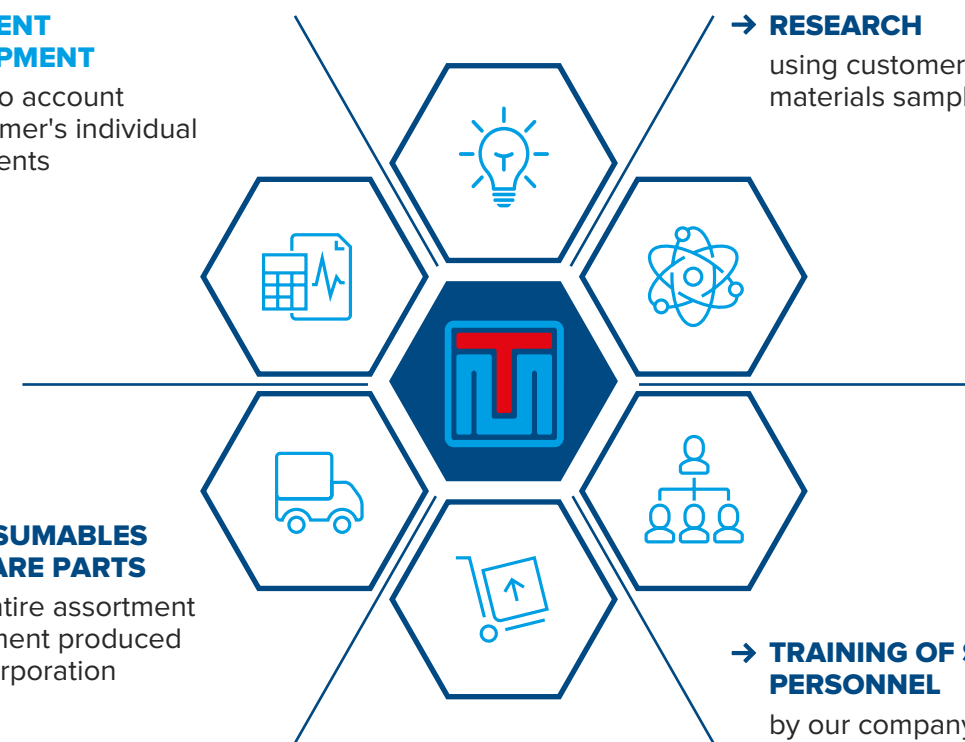 ENT
PMENT
o account
mer's individual
ents
→ RESEARCH
using customer
materials sampl
SUMABLES
ARE PARTS
tire assortment
ment produced
rporation
→ TRAINING OF
PERSONNEL
by our company